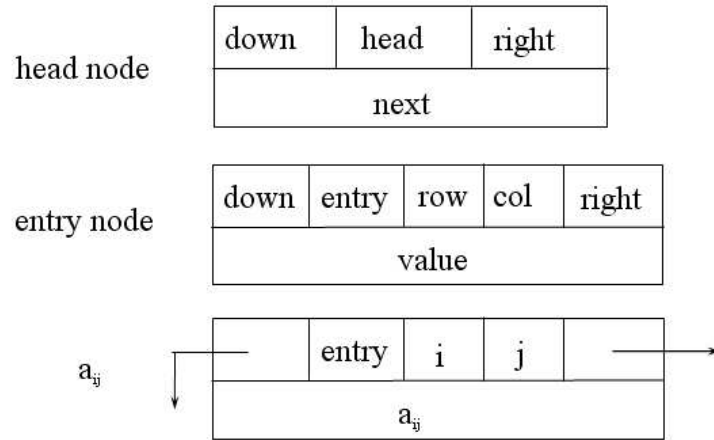 down head right
head node
next
down entry row col right
entry node
value
entry i j
aij
aij